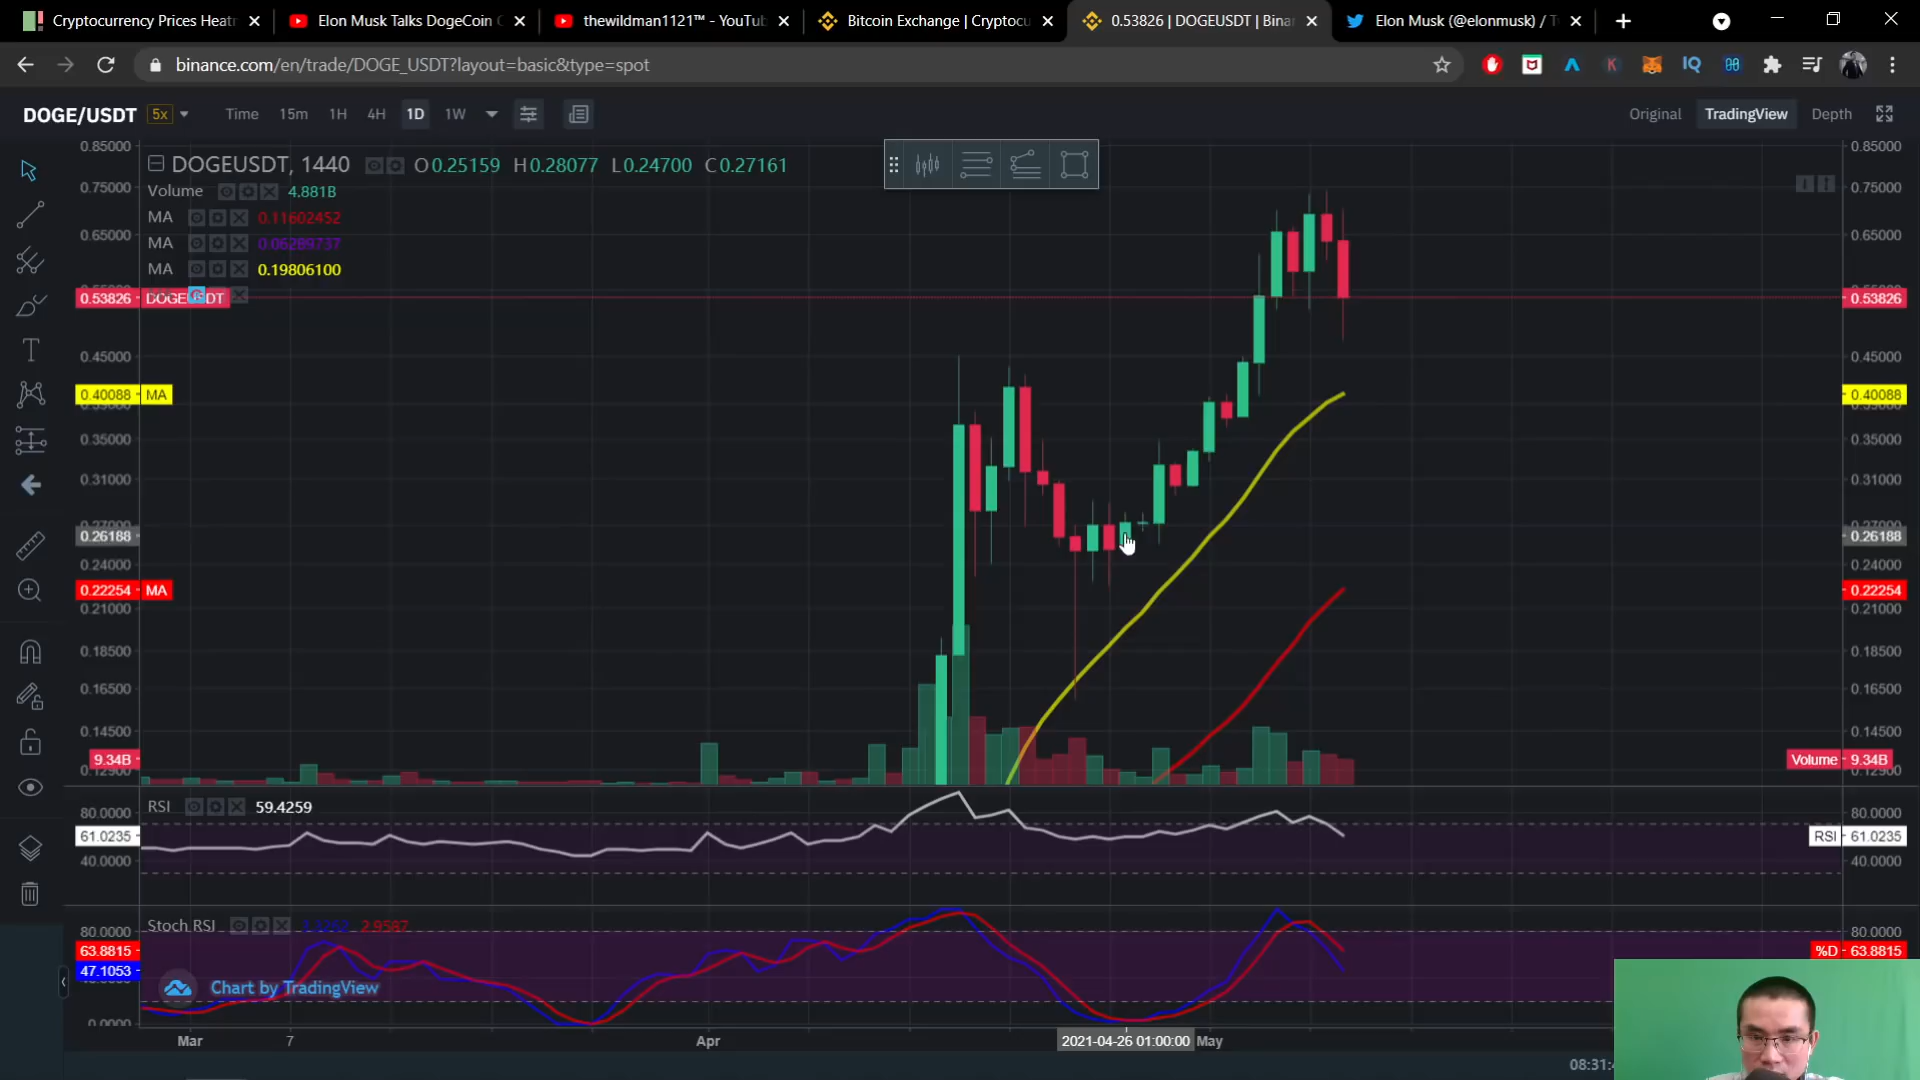 Cryptocurrency Prices Heatm
Elon Musk Talks DogeCoin
thewildman1121™ - YouTub
Bitcoin Exchange | Cryptocu
0.53826 | DOGEUSDT | Bina
Elon Musk (@elonmusk) / T
binance.com/en/trade/DOGE_USDT?layout=basic&type=spot
DOGE/USDT 5x Time 15m 1H 4H 1D 1W Original TradingView Depth
DOGEUSDT, 1440 O0.25159 H0.28077 L0.24700 C0.27161
Volume 4.881B
MA 0.11602452
MA 0.06289737
MA 0.19806100
0.85000 0.85000
0.75000 0.75000
0.65000 0.65000
0.53826 DOGEUSDT 0.53826
0.45000 0.45000
0.40088 MA 0.40088
0.35000 0.35000
0.31000 0.31000
0.27000 0.27000
0.26188 0.26188
0.24000 0.24000
0.22254 MA 0.22254
0.21000 0.21000
0.18500 0.18500
0.16500 0.16500
0.14500 0.14500
9.34B Volume 9.34B
0.12900 0.12900
RSI 59.4259
80.0000 80.0000
61.0235 RSI 61.0235
40.0000 40.0000
Stoch RSI 2.9587
80.0000 80.0000
63.8815 %D 63.8815
47.1053
Chart by TradingView
0.0000
Mar 7 Apr 2021-04-26 01:00:00 May
08:31:4